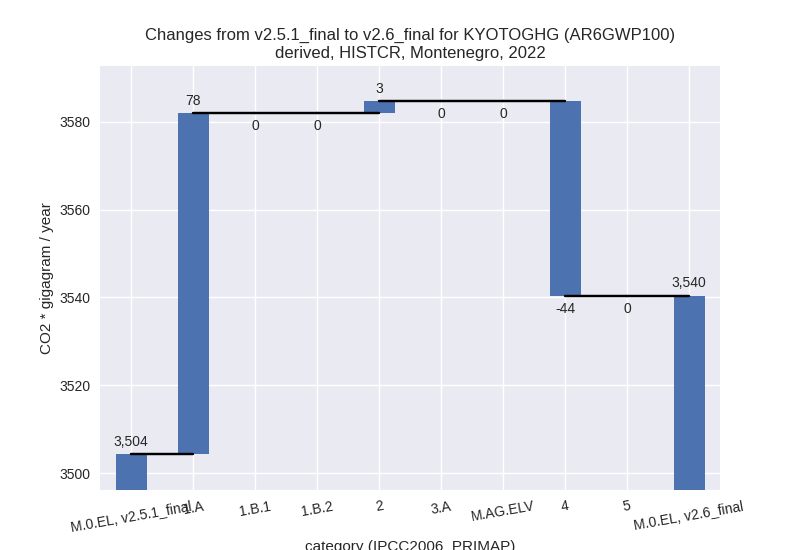 Changes from v2.5.1_final to v2.6_final for KYOTOGHG (AR6GWP100)
derived, HISTCR, Montenegro, 2022
CO2 * gigagram / year
3580
3560
3540
3520
3500
3,504
78
0
0
3
0
0
-44
0
3,540
M.0.EL, v2.5.1_final
1.A
1.B.1
1.B.2
2
3.A
M.AG.ELV
4
5
M.0.EL, v2.6_final
category (IPCC2006_PRIMAP)